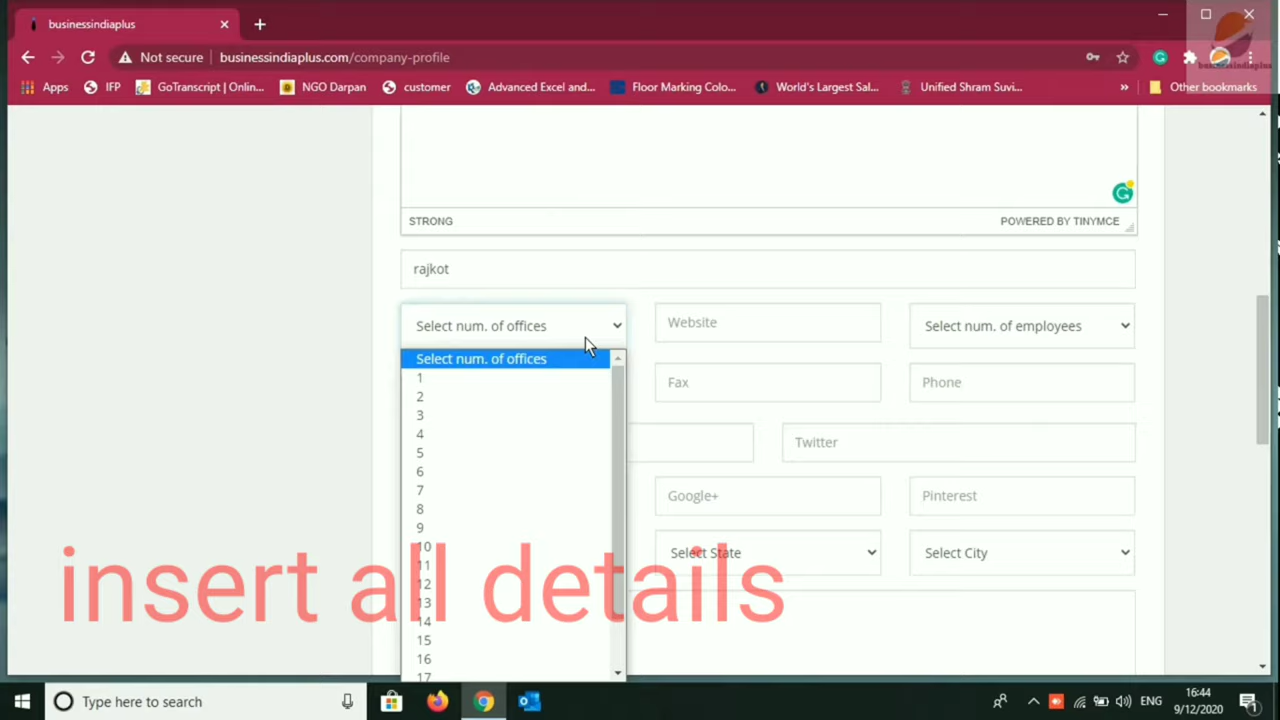 businessindiaplus
Not secure businessindiaplus.com/company-profile
Apps IFP GoTranscript | Onlin... NGO Darpan customer Advanced Excel and... Floor Marking Colo... World's Largest Sal... Unified Shram Suvi... » Other bookmarks
businessindiaplus
STRONG POWERED BY TINYMCE
rajkot
Select num. of offices Website Select num. of employees
Select num. of offices
1
Fax Phone
2
3
4
Twitter
5
6
7
Google+ Pinterest
8
9
10
Select State Select City
11
12
13
14
15
16
17
insert all details
Type here to search ENG 16:44
9/12/2020
1